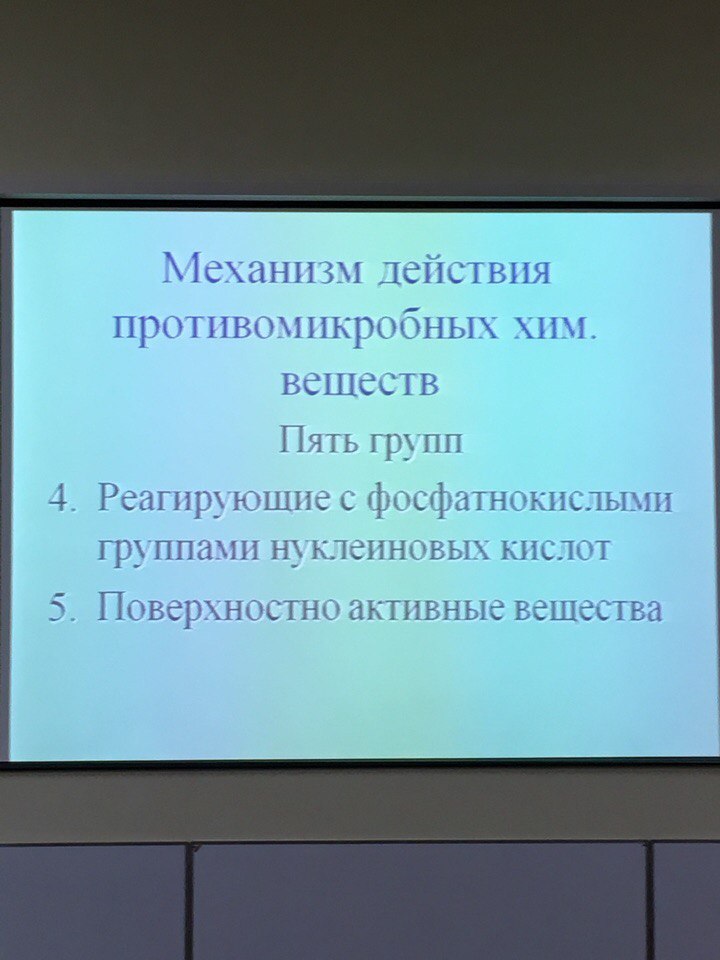 Механизм действия
противомикробных хим.
веществ
Пять групп
4. Реагирующие с фосфатнокислыми
группами нуклеиновых кислот
5. Поверхностно активные вещества